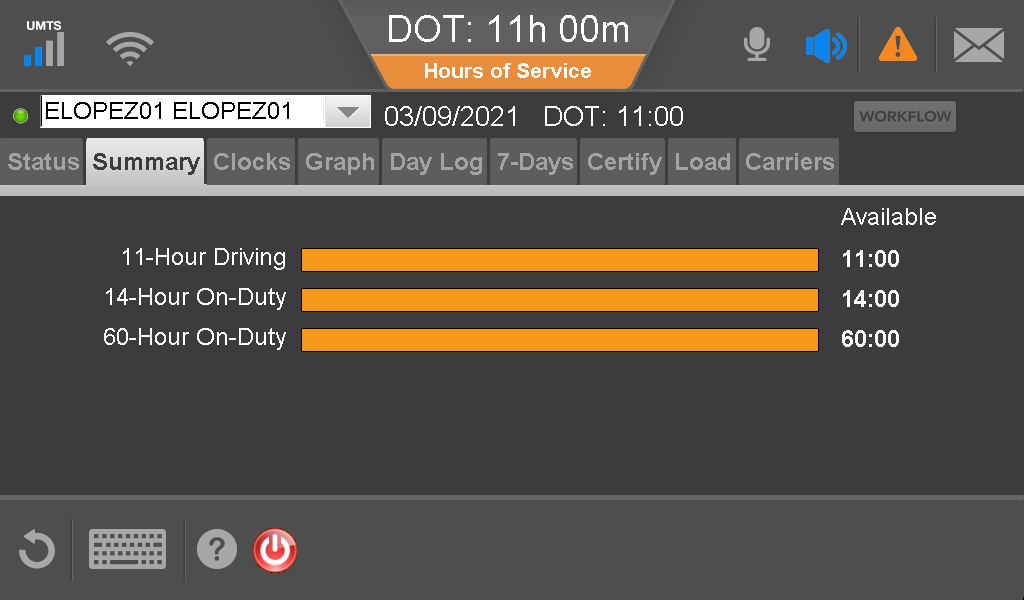 UMTS
DOT: 11h 00m
Hours of Service
ELOPEZ01 ELOPEZ01 03/09/2021 DOT: 11:00 WORKFLOW
Status Summary Clocks Graph Day Log 7-Days Certify Load Carriers
Available
11-Hour Driving 11:00
14-Hour On-Duty 14:00
60-Hour On-Duty 60:00